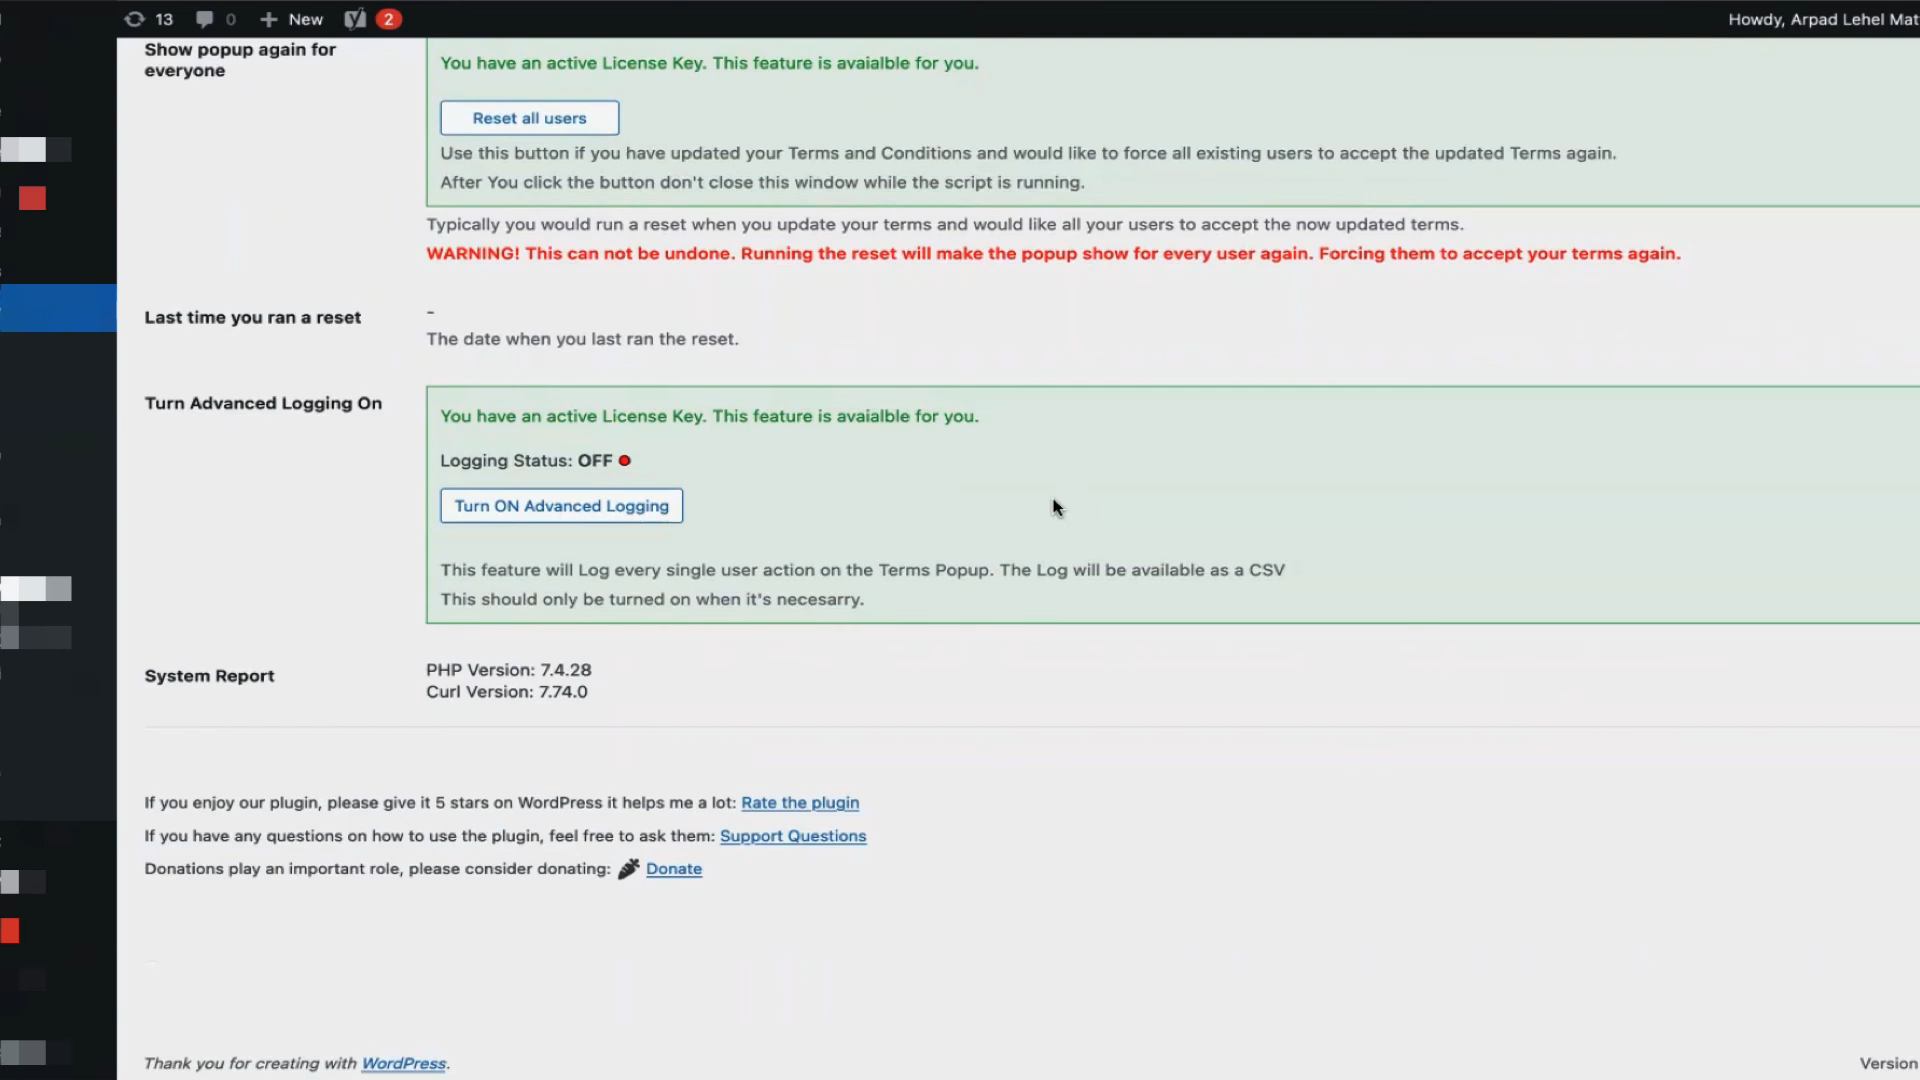 13 0 New 2 Howdy, Arpad Lehel Mat
Show popup again for
everyone
You have an active License Key. This feature is avaialble for you.
Reset all users
Use this button if you have updated your Terms and Conditions and would like to force all existing users to accept the updated Terms again.
After You click the button don't close this window while the script is running.
Typically you would run a reset when you update your terms and would like all your users to accept the now updated terms.
WARNING! This can not be undone. Running the reset will make the popup show for every user again. Forcing them to accept your terms again.
Last time you ran a reset
-
The date when you last ran the reset.
Turn Advanced Logging On
You have an active License Key. This feature is avaialble for you.
Logging Status: OFF
Turn ON Advanced Logging
This feature will Log every single user action on the Terms Popup. The Log will be available as a CSV
This should only be turned on when it's necesarry.
System Report
PHP Version: 7.4.28
Curl Version: 7.74.0
If you enjoy our plugin, please give it 5 stars on WordPress it helps me a lot: Rate the plugin
If you have any questions on how to use the plugin, feel free to ask them: Support Questions
Donations play an important role, please consider donating: Donate
Thank you for creating with WordPress.
Version